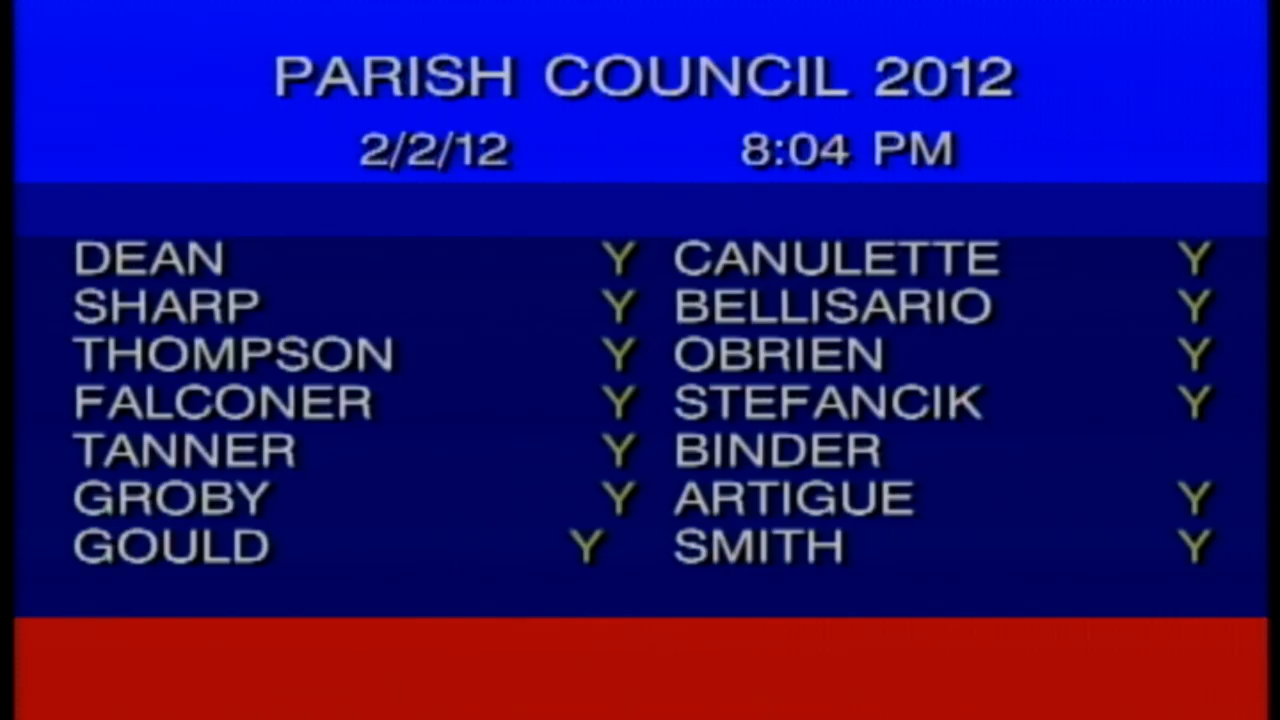 PARISH COUNCIL 2012
2/2/12 8:04 PM
DEAN Y CANULETTE Y
SHARP Y BELLISARIO Y
THOMPSON Y OBRIEN Y
FALCONER Y STEFANCIK Y
TANNER Y BINDER
GROBY Y ARTIGUE Y
GOULD Y SMITH Y